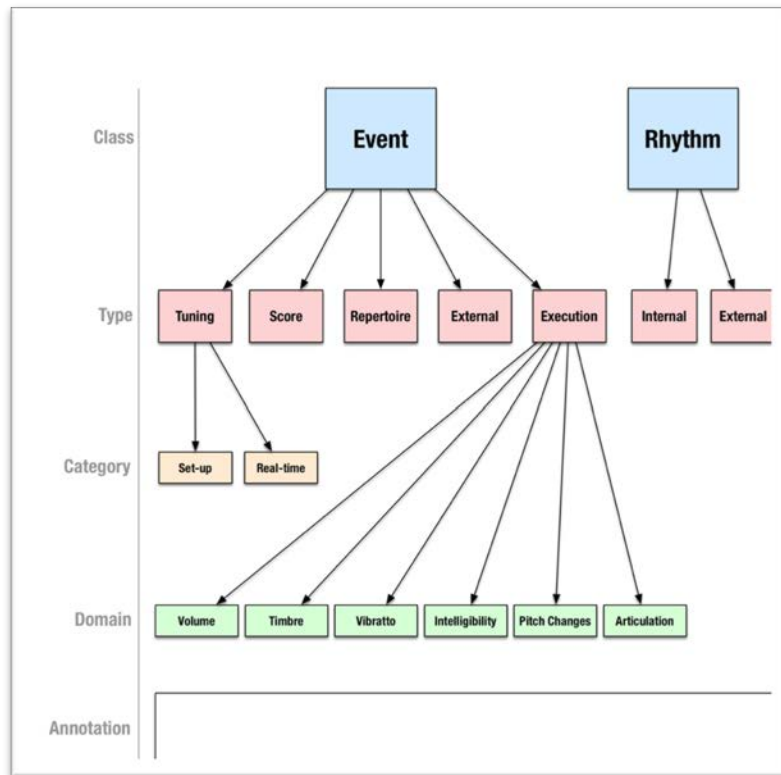 Class
Event
Rhythm
Type
Tuning
Score
Repertoire
External
Execution
Internal
External
Category
Set-up
Real-time
Domain
Volume
Timbre
Vibratto
Intelligibility
Pitch Changes
Articulation
Annotation